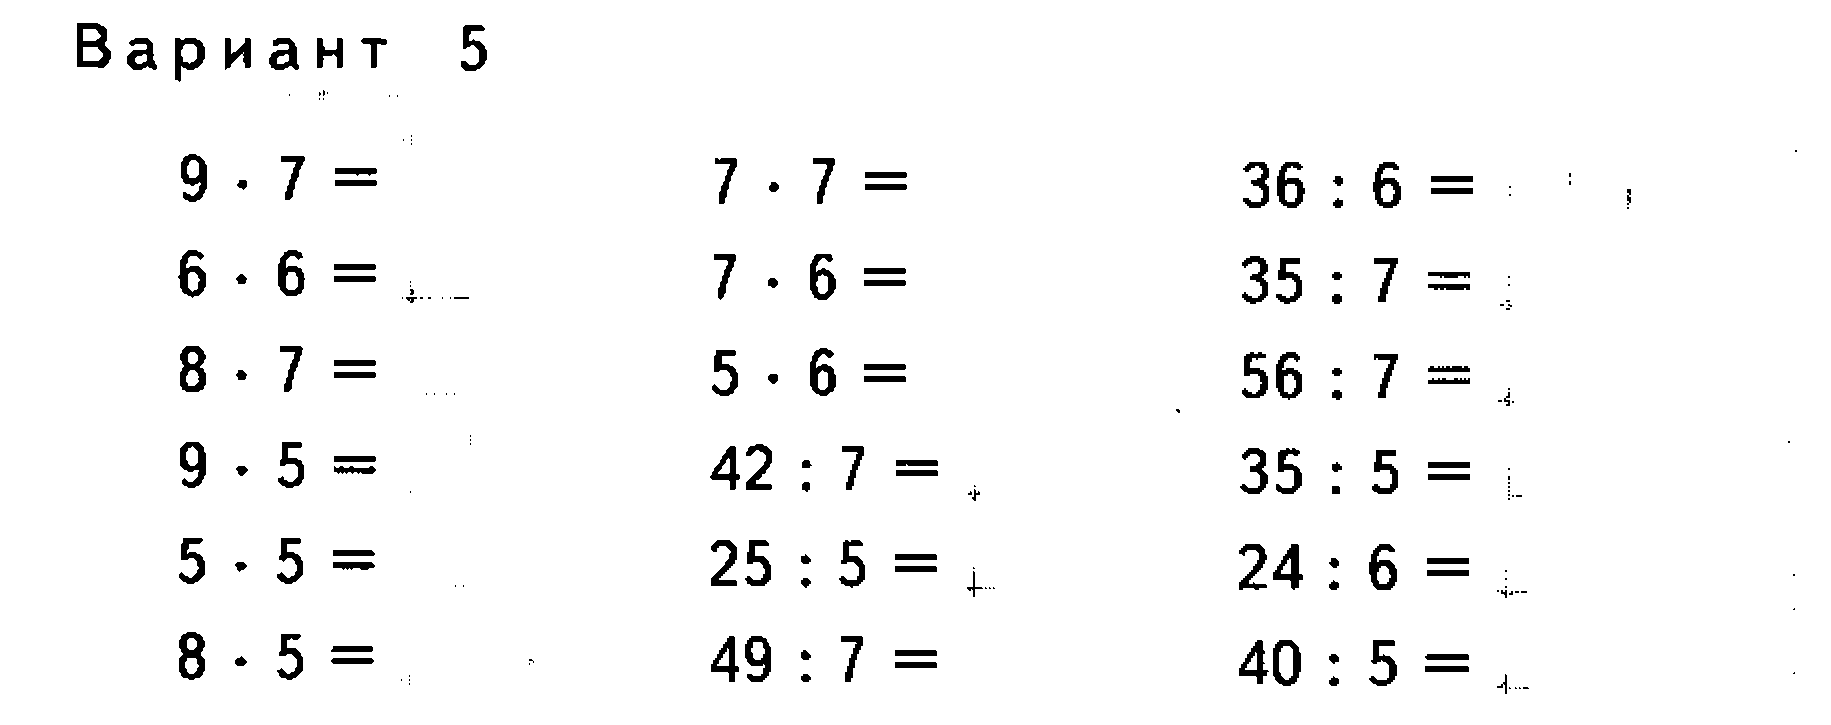 Вариант 5
9 · 7 = 7 · 7 = 36 : 6 =
6 · 6 = 7 · 6 = 35 : 7 =
8 · 7 = 5 · 6 = 56 : 7 =
9 · 5 = 42 : 7 = 35 : 5 =
5 · 5 = 25 : 5 = 24 : 6 =
8 · 5 = 49 : 7 = 40 : 5 =